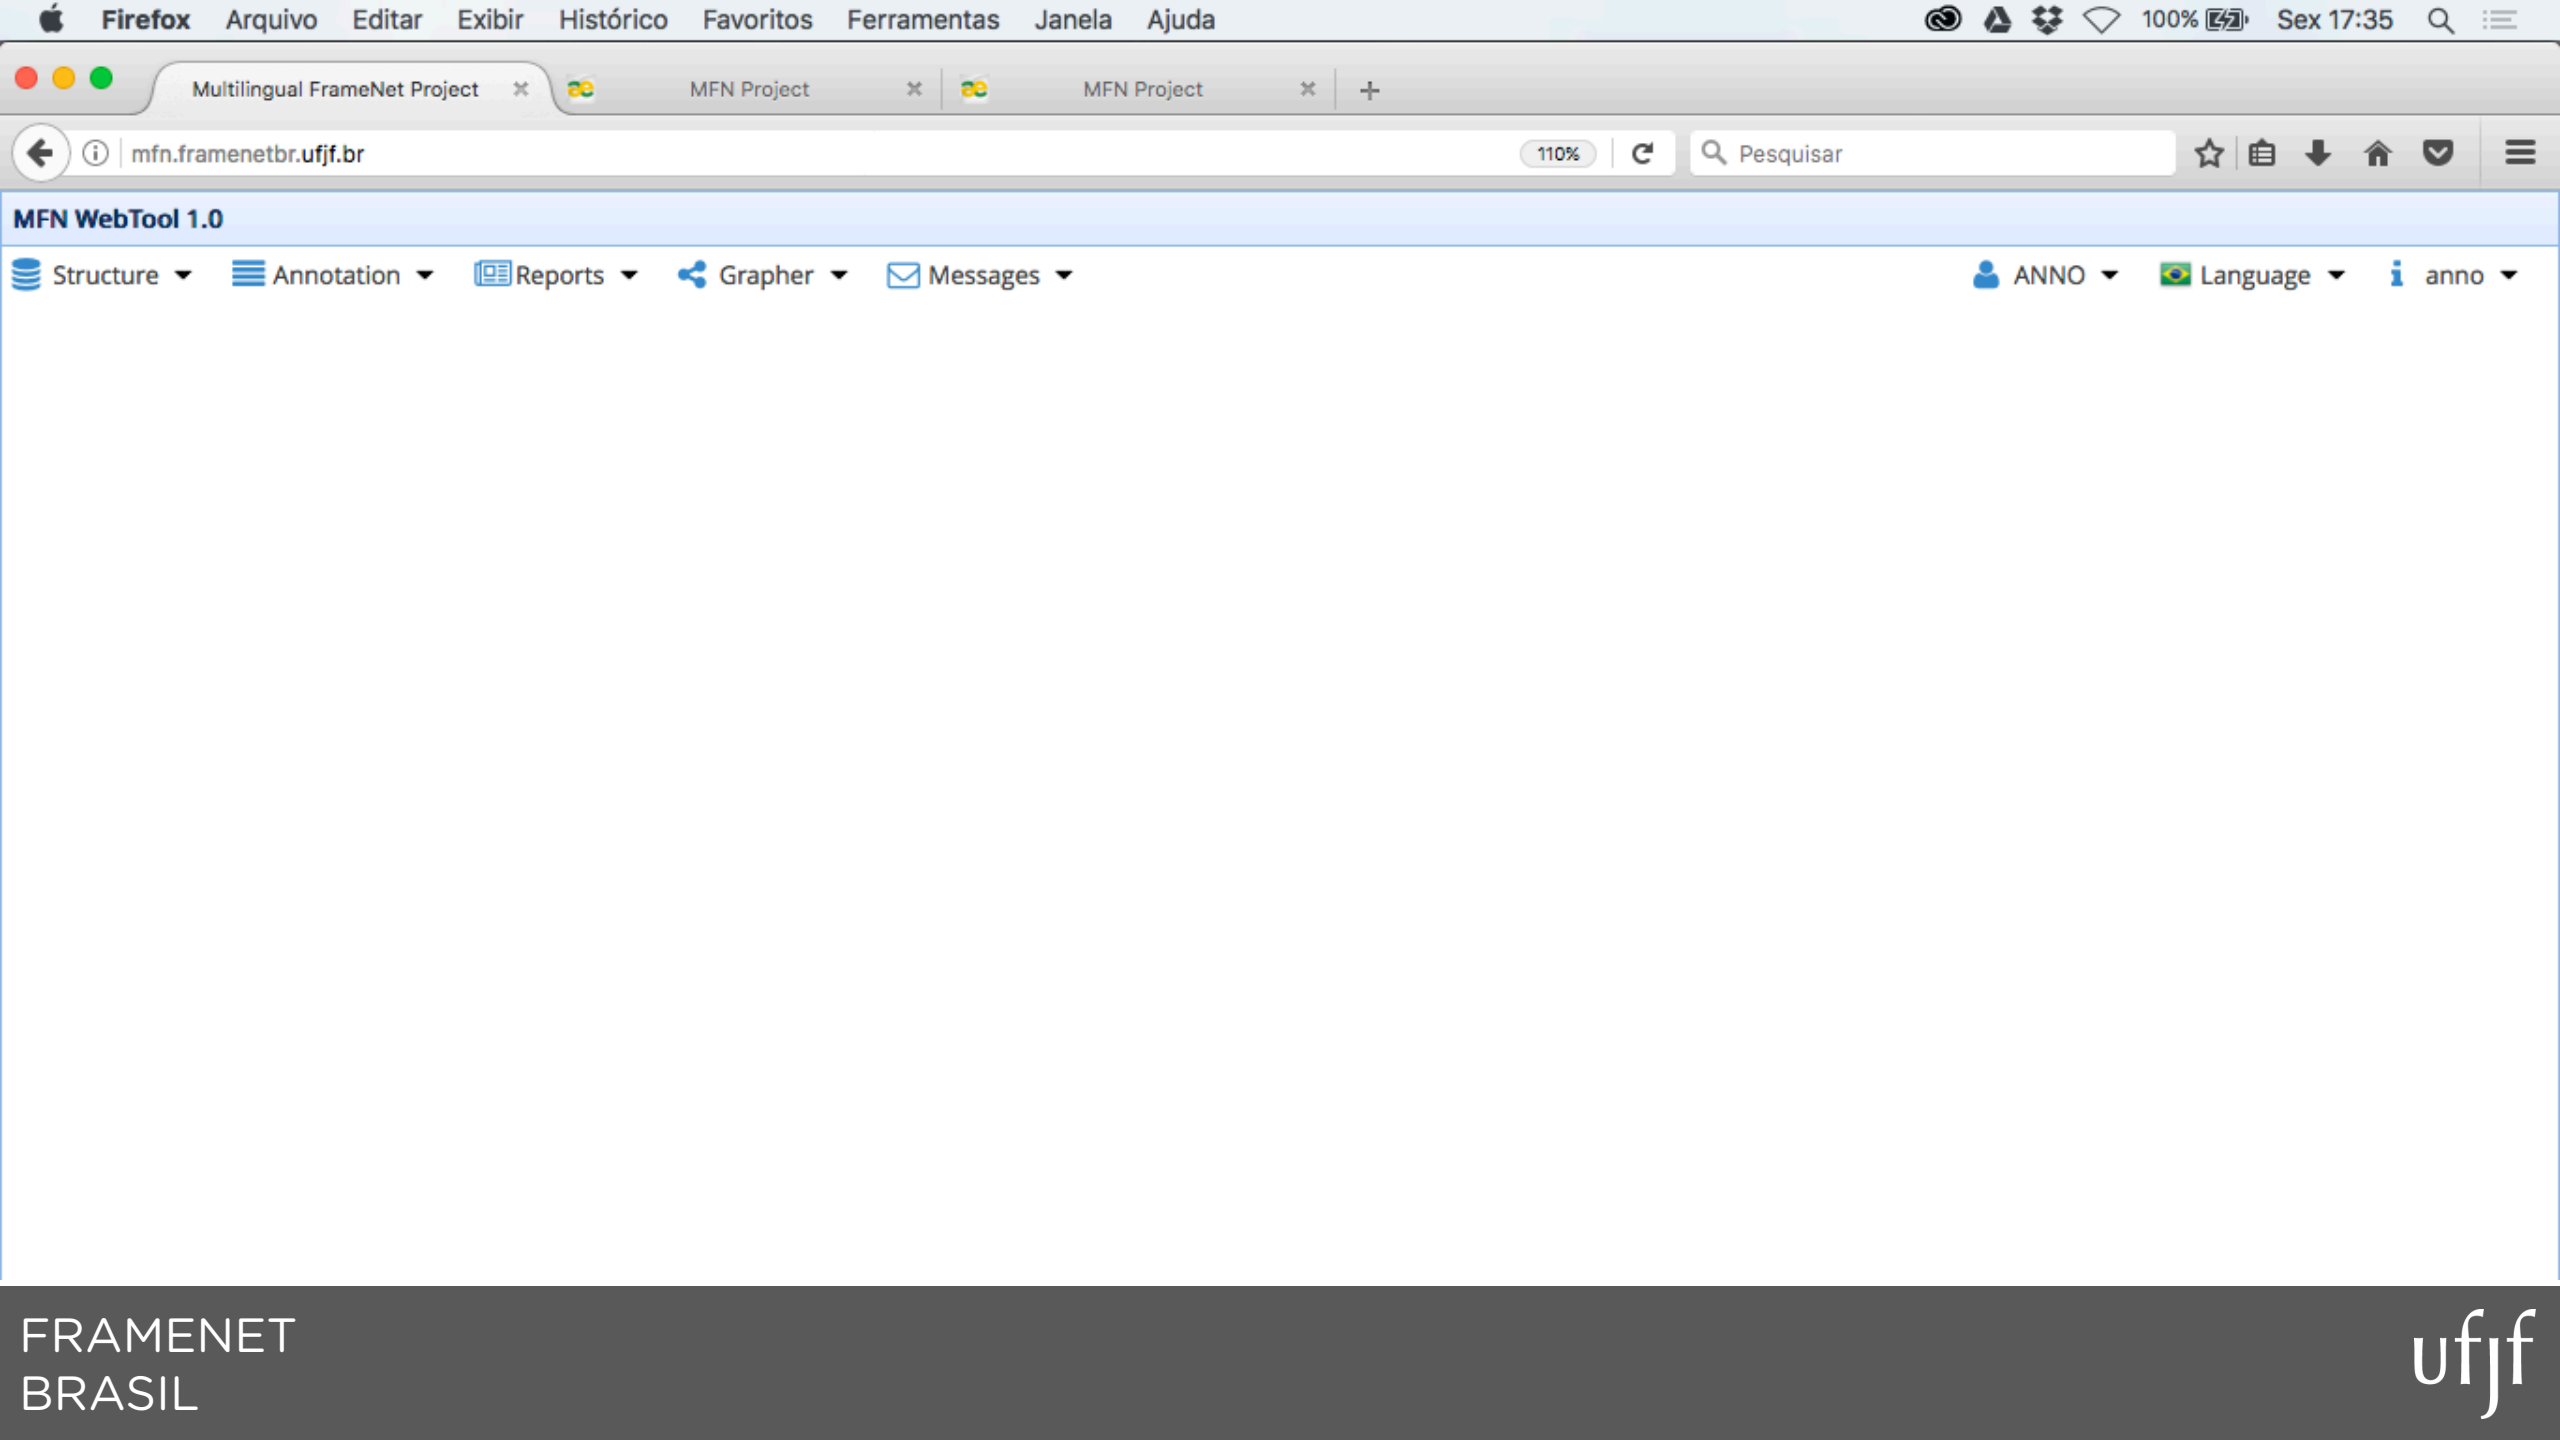 Firefox Arquivo Editar Exibir Histórico Favoritos Ferramentas Janela Ajuda 100% Sex 17:35
Multilingual FrameNet Project MFN Project MFN Project
mfn.framenetbr.ufjf.br 110% Pesquisar
MFN WebTool 1.0
Structure Annotation Reports Grapher Messages ANNO Language anno
FRAMENET
BRASIL
ufjf